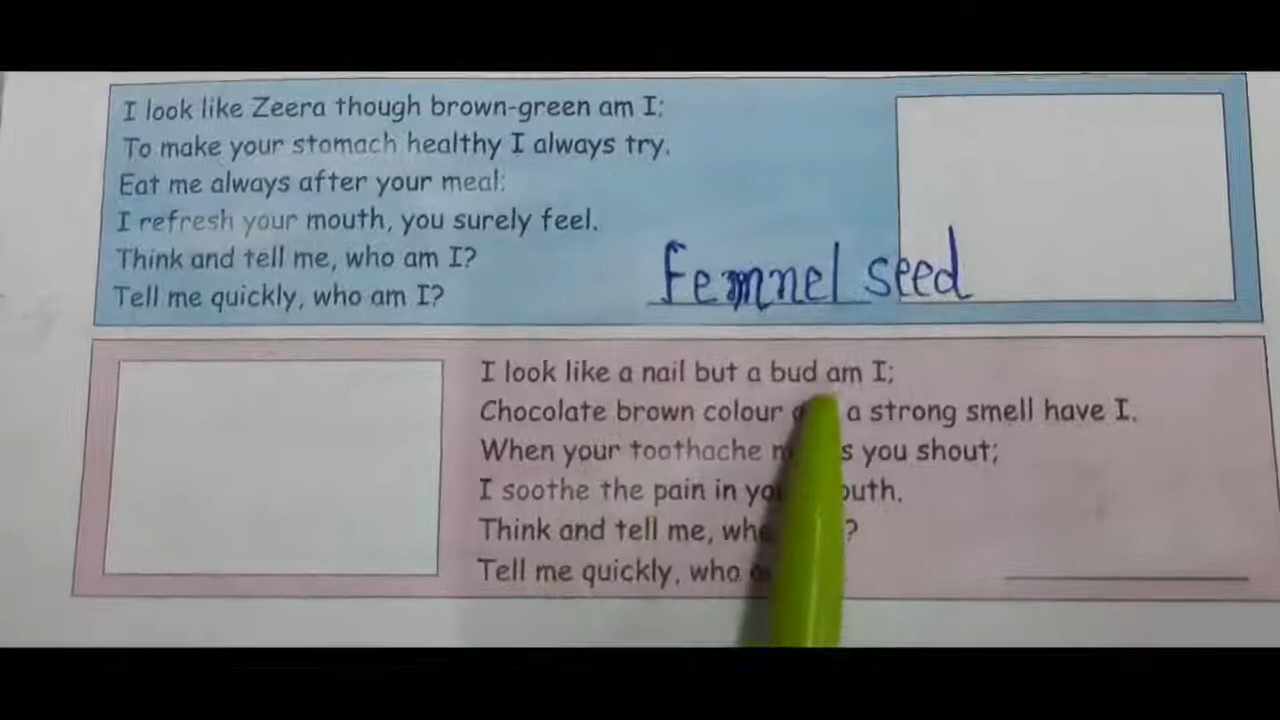 I look like Zeera though brown-green am I;
To make your stomach healthy I always try.
Eat me always after your meal;
I refresh your mouth, you surely feel.
Think and tell me, who am I?
Tell me quickly, who am I?
Fennel seed
I look like a nail but a bud am I;
Chocolate brown colour a strong smell have I.
When your toothache you shout;
I soothe the pain in
Think and tell me, ?
Tell me quickly, who